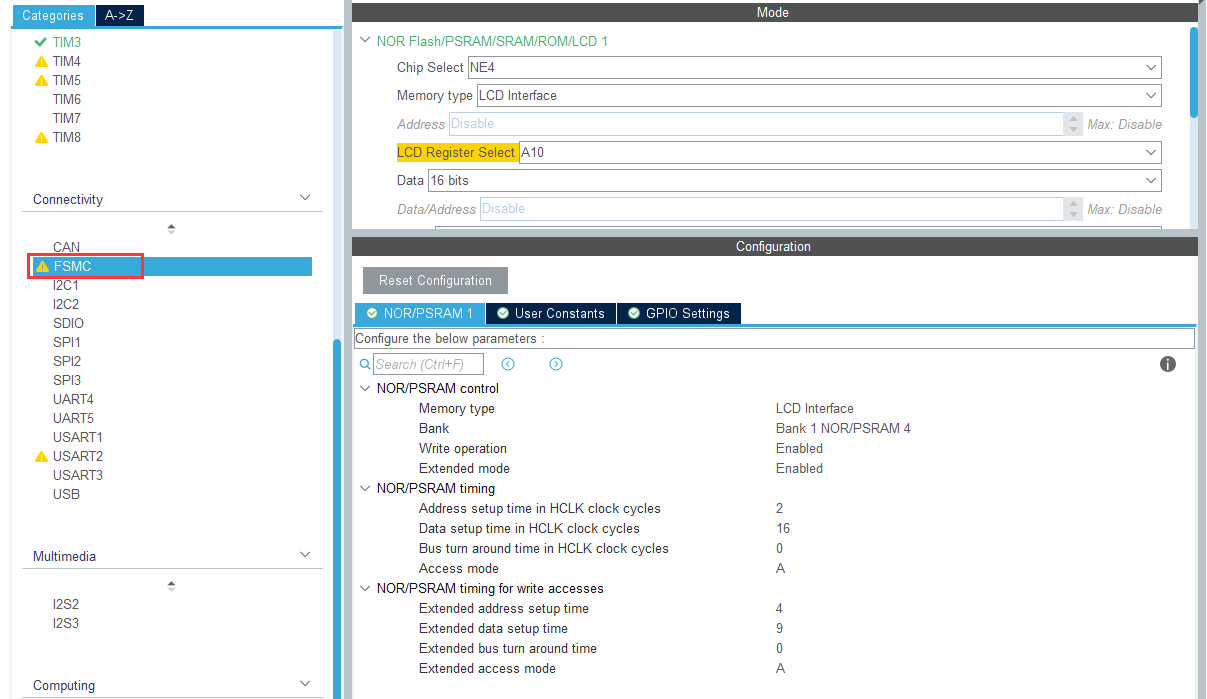 Categories A->Z
TIM3
TIM4
TIM5
TIM6
TIM7
TIM8
Connectivity
CAN
FSMC
I2C1
I2C2
SDIO
SPI1
SPI2
SPI3
UART4
UART5
USART1
USART2
USART3
USB
Multimedia
I2S2
I2S3
Computing
Mode
NOR Flash/PSRAM/SRAM/ROM/LCD 1
Chip Select NE4
Memory type LCD Interface
Address Disable Max: Disable
LCD Register Select A10
Data 16 bits
Data/Address Disable Max: Disable
Configuration
Reset Configuration
NOR/PSRAM 1 User Constants GPIO Settings
Configure the below parameters :
Search (Ctrl+F)
NOR/PSRAM control
Memory type LCD Interface
Bank Bank 1 NOR/PSRAM 4
Write operation Enabled
Extended mode Enabled
NOR/PSRAM timing
Address setup time in HCLK clock cycles 2
Data setup time in HCLK clock cycles 16
Bus turn around time in HCLK clock cycles 0
Access mode A
NOR/PSRAM timing for write accesses
Extended address setup time 4
Extended data setup time 9
Extended bus turn around time 0
Extended access mode A